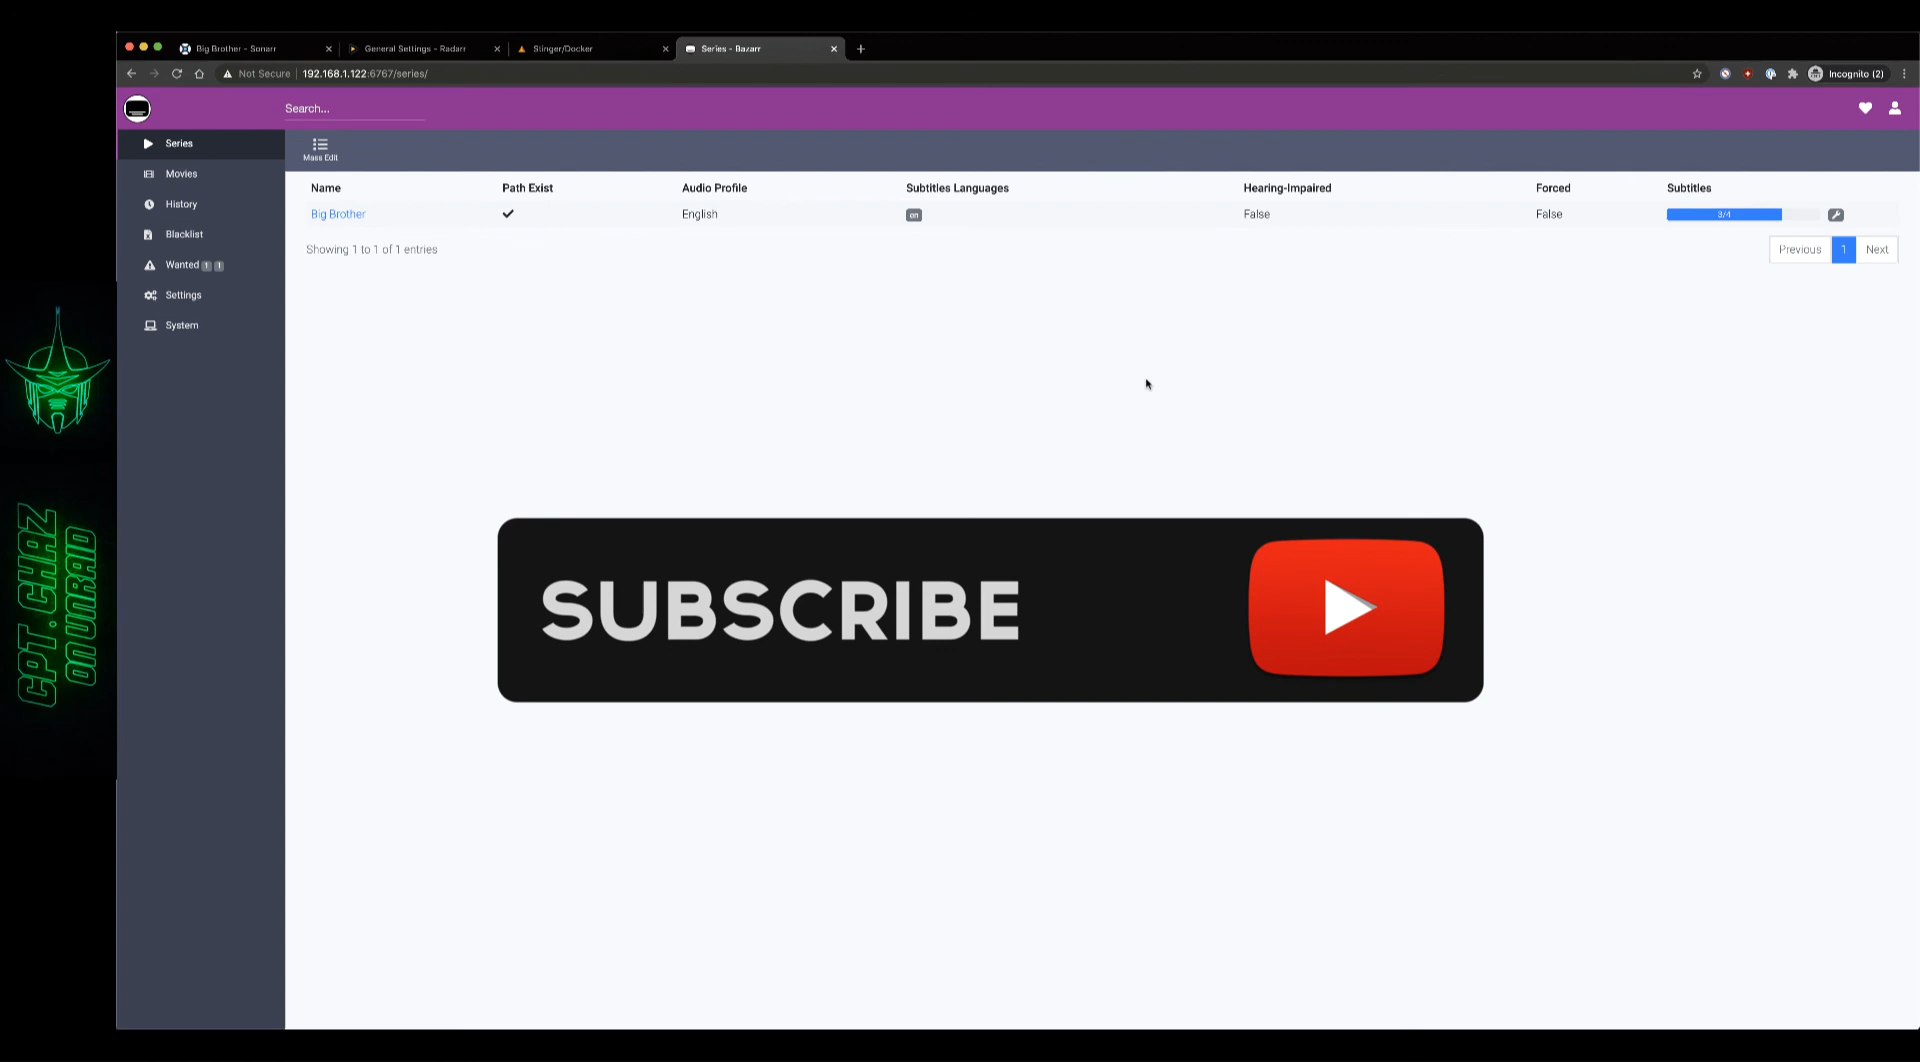 Big Brother - Sonarr
General Settings - Radarr
Stinger/Docker
Series - Bazarr
Not Secure
192.168.1.122:6767/series/
Incognito (2)
Search...
Series
Movies
History
Blacklist
Wanted 1 1
Settings
System
Mass Edit
Name Path Exist Audio Profile Subtitles Languages Hearing-Impaired Forced Subtitles
Big Brother English en False False 3/4
Showing 1 to 1 of 1 entries
Previous 1 Next
SUBSCRIBE
CPT.CHAZ
ON UNRAID